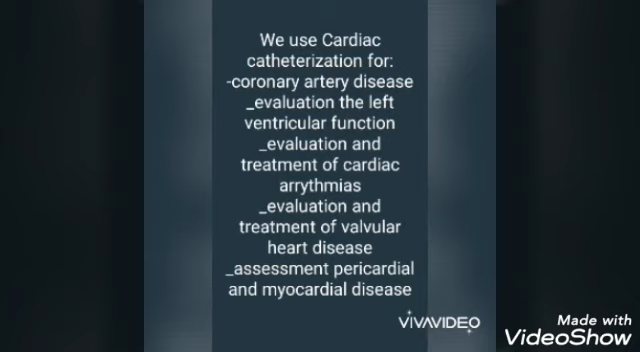 We use Cardiac
catheterization for:
-coronary artery disease
_evaluation the left
ventricular function
_evaluation and
treatment of cardiac
arrythmias
_evaluation and
treatment of valvular
heart disease
_assessment pericardial
and myocardial disease
VIVAVIDEO
Made with
VideoShow